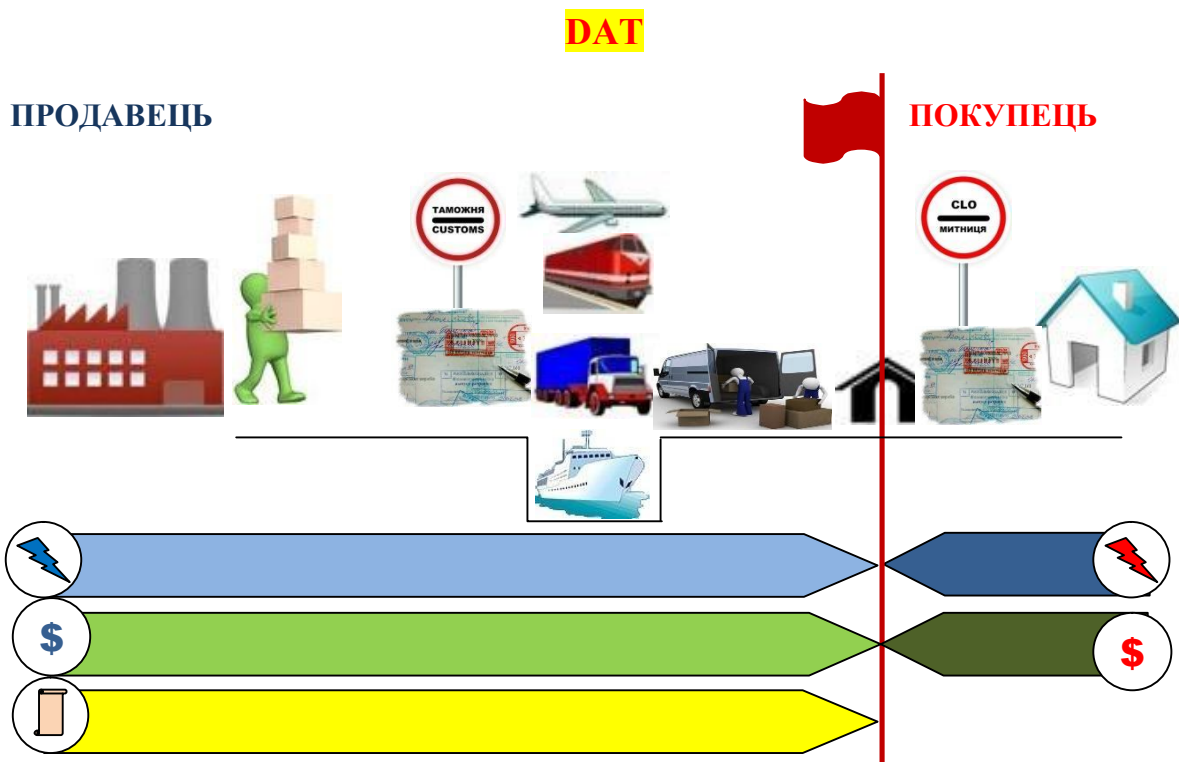 DAT
ПРОДАВЕЦЬ
ПОКУПЕЦЬ
ТАМОЖНЯ
CUSTOMS
CLO
МИТНИЦЯ
$
$